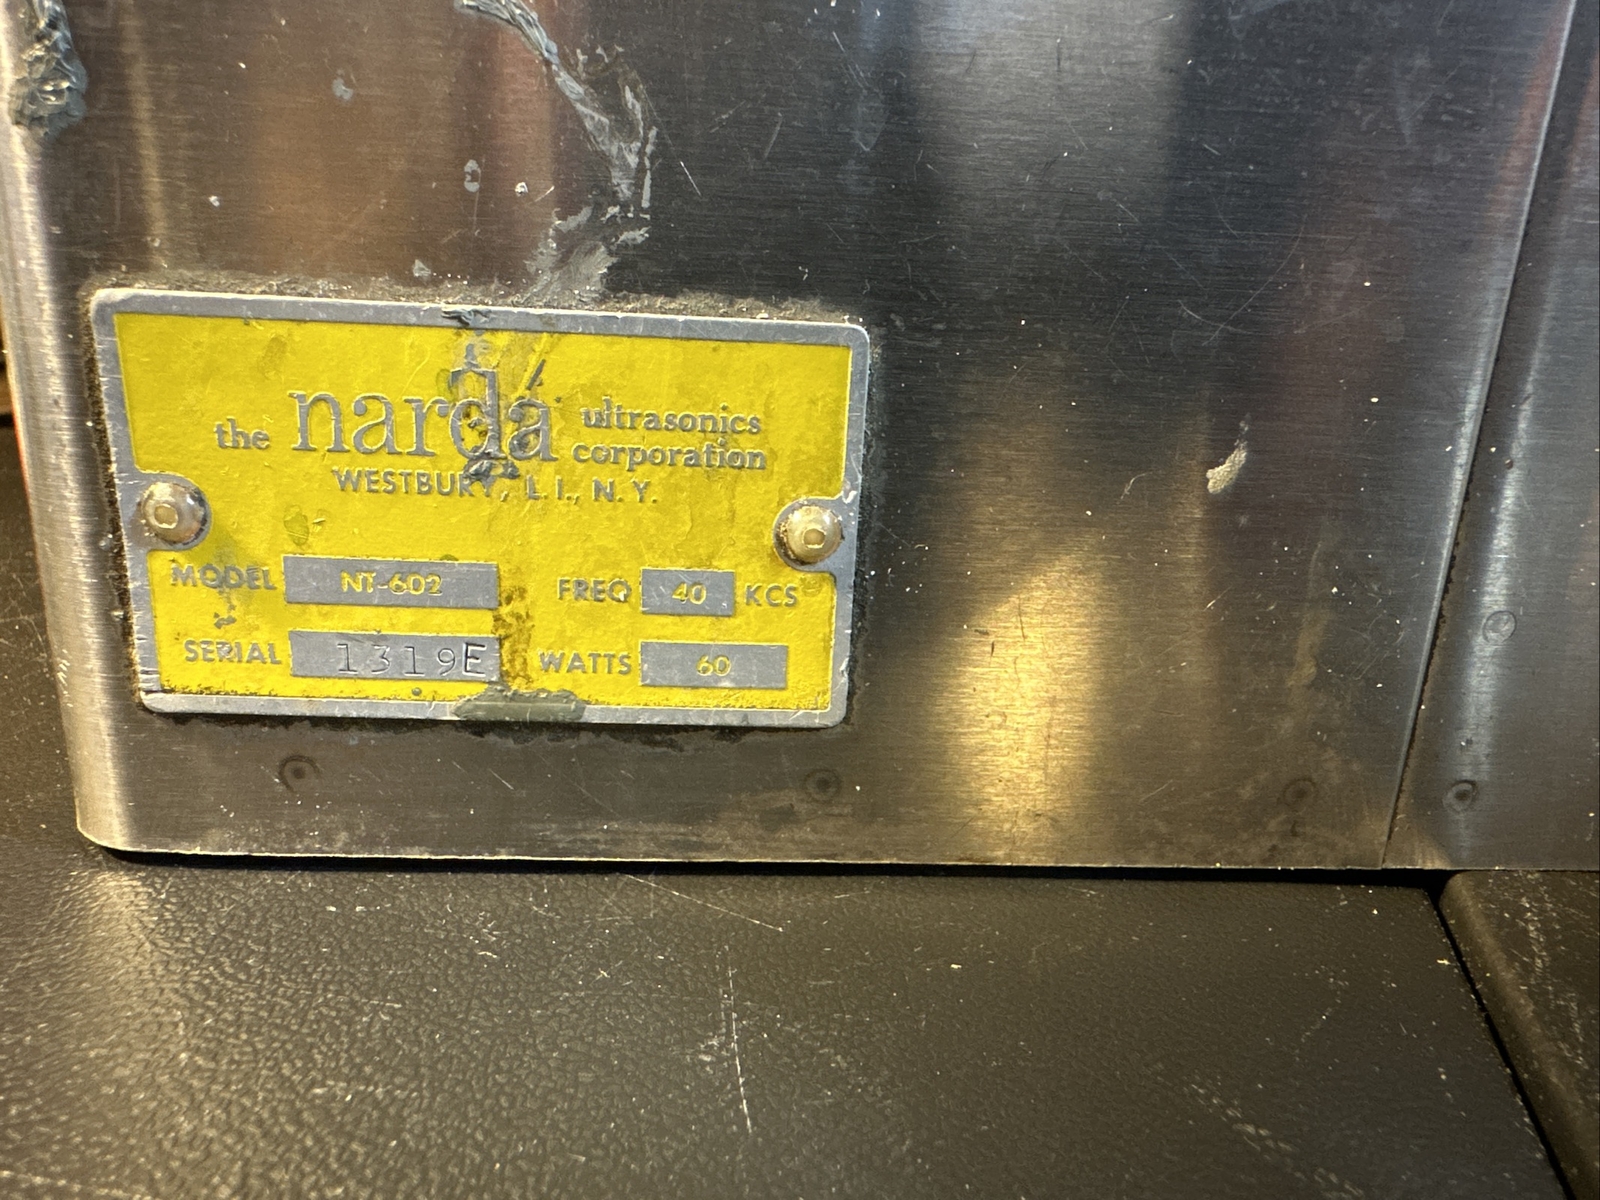 the narda ultrasonics corporation
WESTBURY, L. I., N. Y.
MODEL NT-602 FREQ 40 KCS
SERIAL 1319E WATTS 60